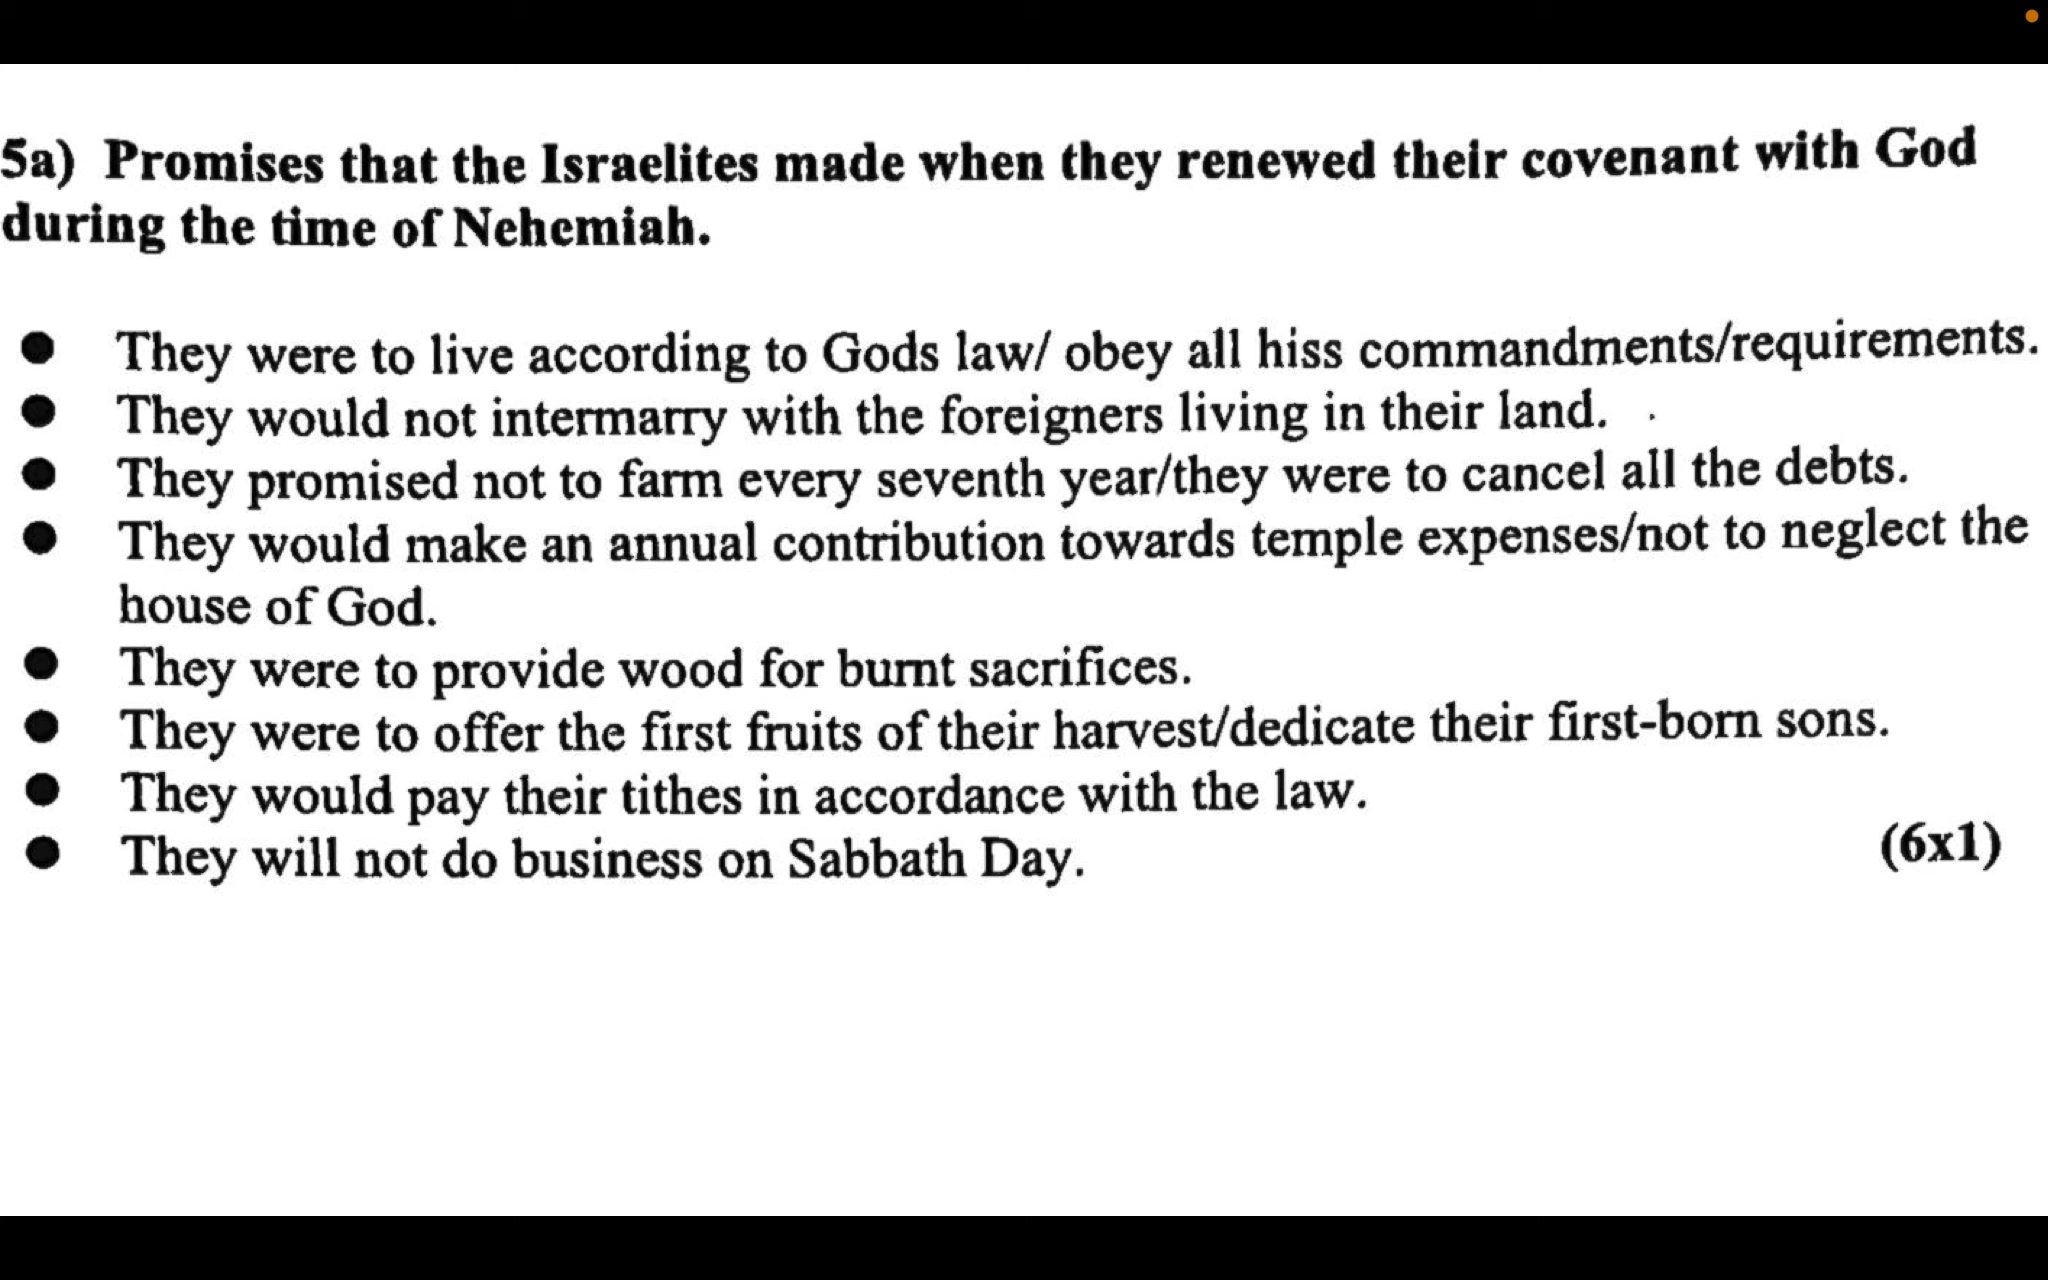 5a) Promises that the Israelites made when they renewed their covenant with God
during the time of Nehemiah.
● They were to live according to Gods law/ obey all hiss commandments/requirements.
● They would not intermarry with the foreigners living in their land.
● They promised not to farm every seventh year/they were to cancel all the debts.
● They would make an annual contribution towards temple expenses/not to neglect the
house of God.
● They were to provide wood for burnt sacrifices.
● They were to offer the first fruits of their harvest/dedicate their first-born sons.
● They would pay their tithes in accordance with the law.
● They will not do business on Sabbath Day. (6x1)